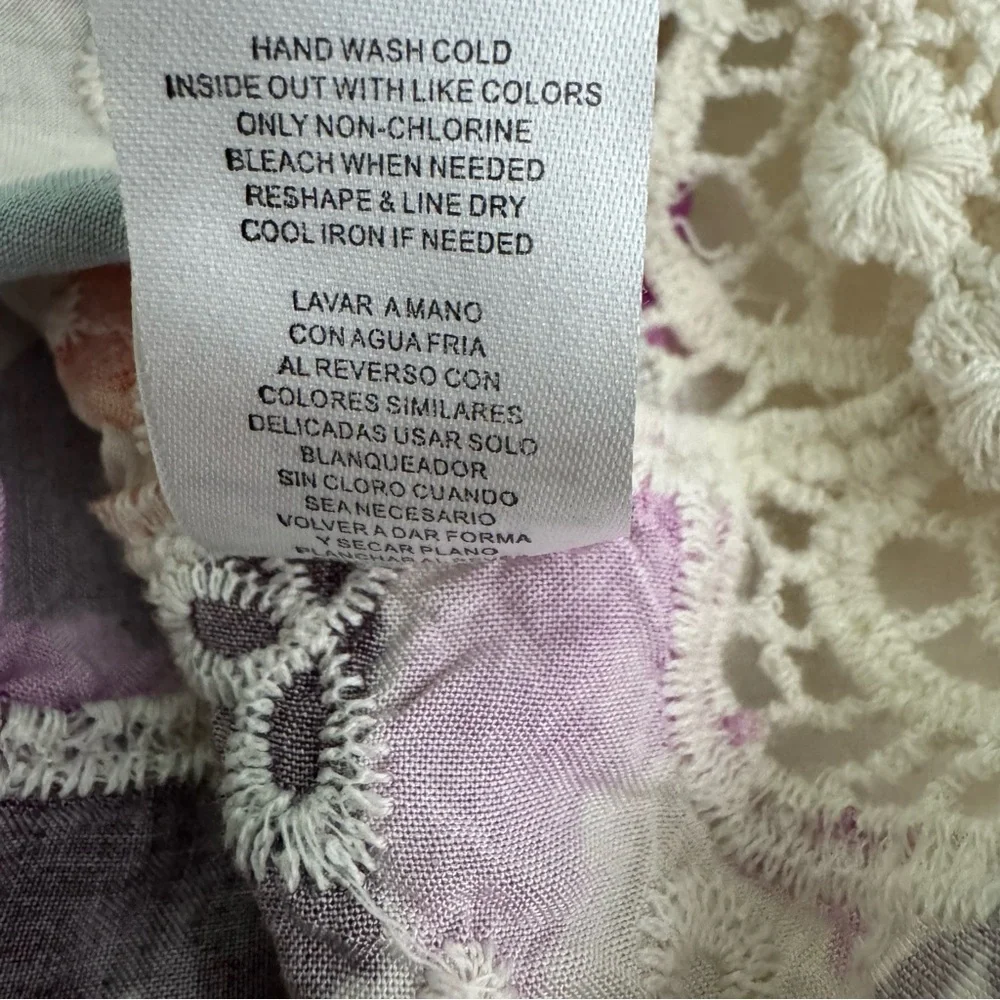 HAND WASH COLD
INSIDE OUT WITH LIKE COLORS
ONLY NON-CHLORINE
BLEACH WHEN NEEDED
RESHAPE & LINE DRY
COOL IRON IF NEEDED
LAVAR A MANO
CON AGUA FRIA
AL REVERSO CON
COLORES SIMILARES
DELICADAS USAR SOLO
BLANQUEADOR
SIN CLORO CUANDO
SEA NECESARIO
VOLVER A DAR FORMA
Y SECAR PLANO
PLANCHAR